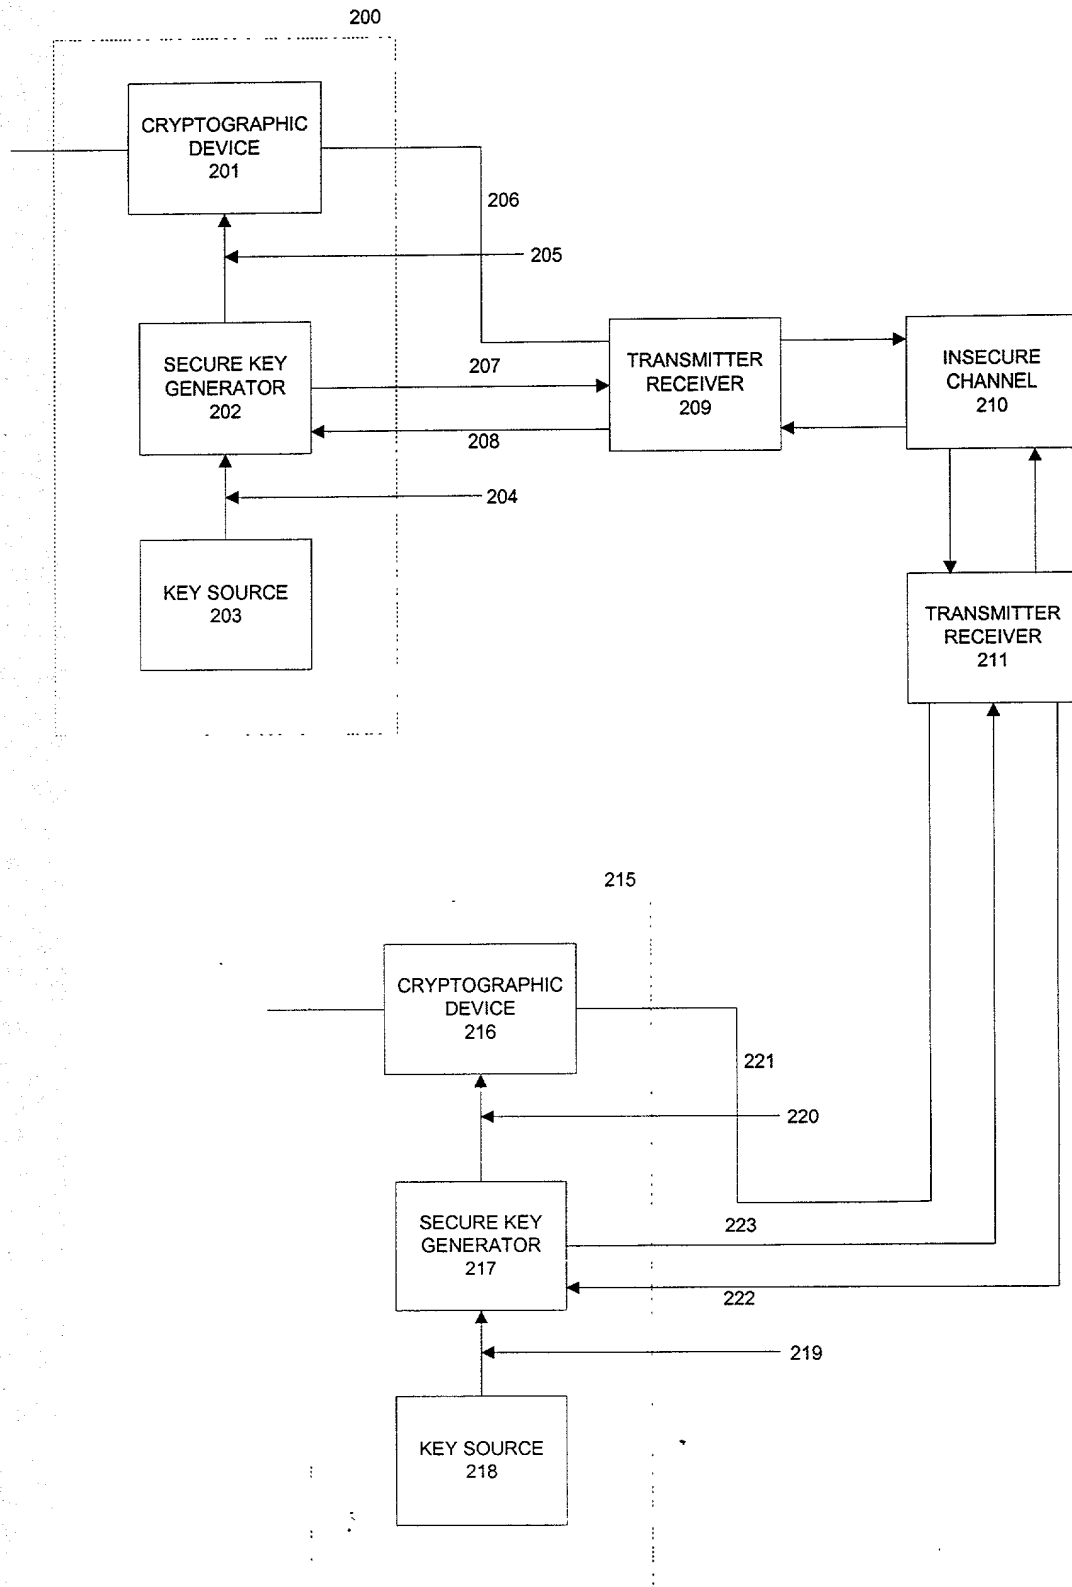 200
CRYPTOGRAPHIC
DEVICE
201
206
205
SECURE KEY
GENERATOR
202
207
208
TRANSMITTER
RECEIVER
209
INSECURE
CHANNEL
210
204
KEY SOURCE
203
TRANSMITTER
RECEIVER
211
215
CRYPTOGRAPHIC
DEVICE
216
221
220
SECURE KEY
GENERATOR
217
223
222
219
KEY SOURCE
218